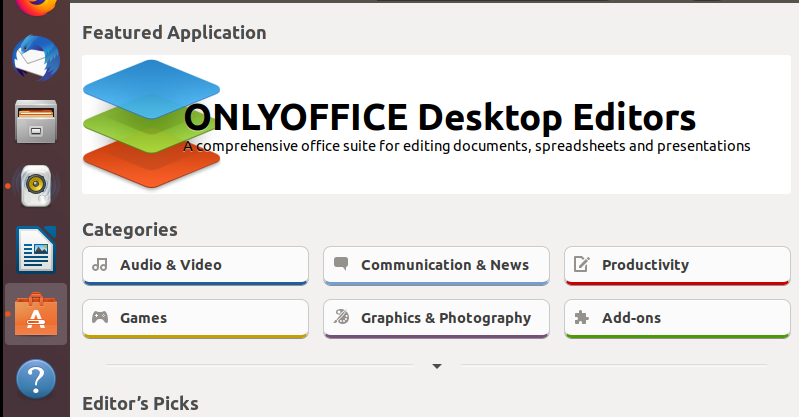 Featured Application
ONLYOFFICE Desktop Editors
A comprehensive office suite for editing documents, spreadsheets and presentations
Categories
Audio & Video
Communication & News
Productivity
Games
Graphics & Photography
Add-ons
Editor’s Picks